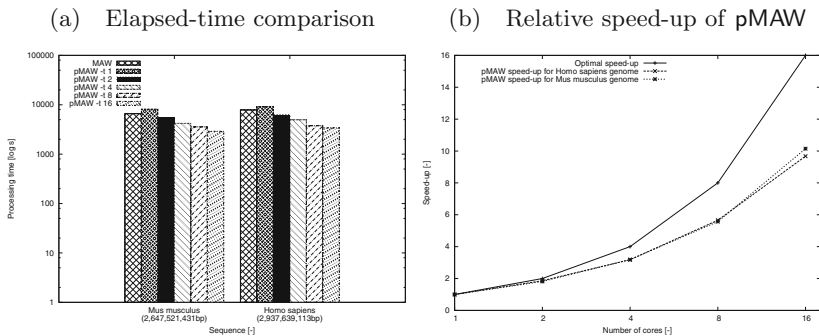 (a) Elapsed-time comparison
(b) Relative speed-up of pMAW
100000
10000
1000
100
10
1
Processing time [log s]
MAW
pMAW -t 1
pMAW -t 2
pMAW -t 4
pMAW -t 8
pMAW -t 16
Mus musculus
(2,647,521,431bp)
Homo sapiens
(2,937,639,113bp)
Sequence [-]
16
14
12
10
8
6
4
2
0
Speed-up [-]
Optimal speed-up
pMAW speed-up for Homo sapiens genome
pMAW speed-up for Mus musculus genome
1
2
4
8
16
Number of cores [-]